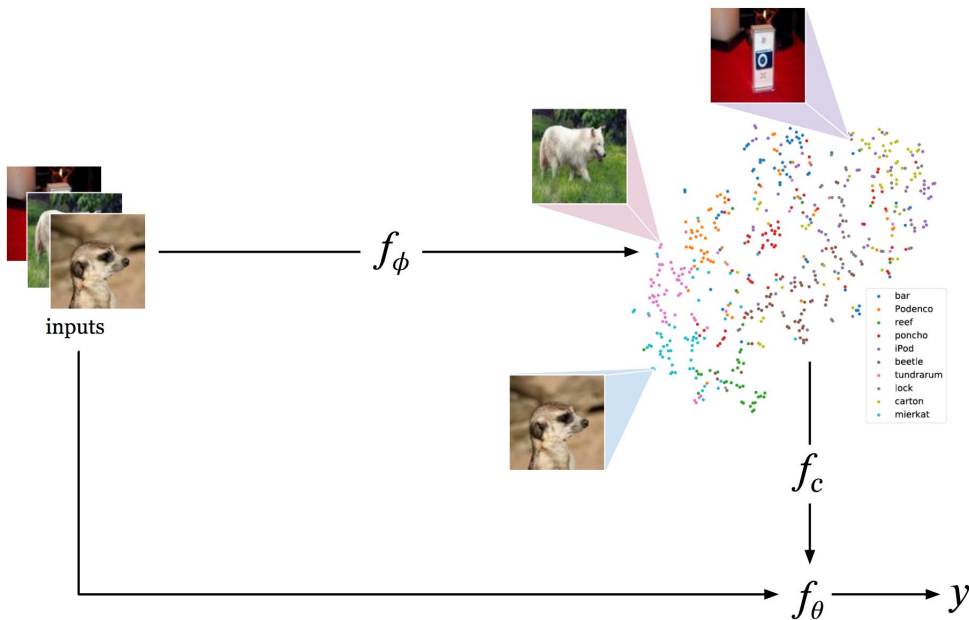 inputs
f_ϕ
bar
Podenco
reef
poncho
iPod
beetle
tundrarum
lock
carton
mierkat
f_c
f_θ
y